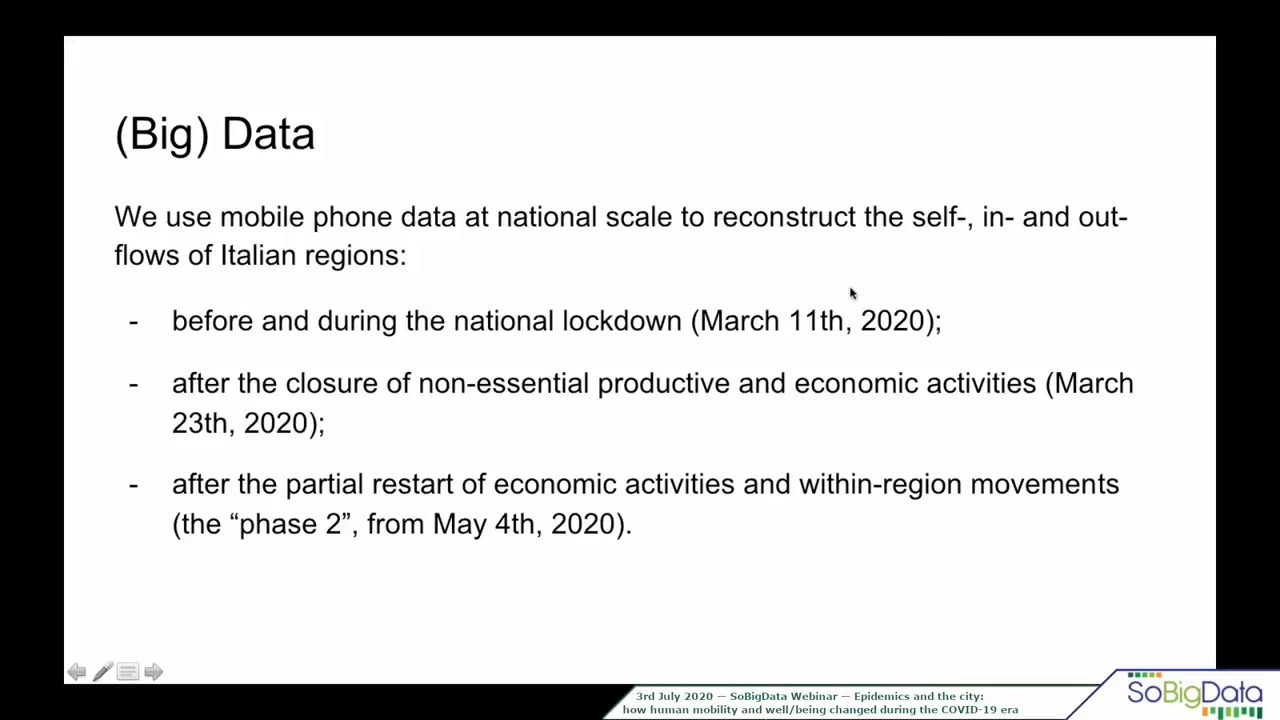 (Big) Data
We use mobile phone data at national scale to reconstruct the self-, in- and out-
flows of Italian regions:
- before and during the national lockdown (March 11th, 2020);
- after the closure of non-essential productive and economic activities (March
23th, 2020);
- after the partial restart of economic activities and within-region movements
(the “phase 2”, from May 4th, 2020).
3rd July 2020 — SoBigData Webinar — Epidemics and the city:
how human mobility and well/being changed during the COVID-19 era
SoBigData